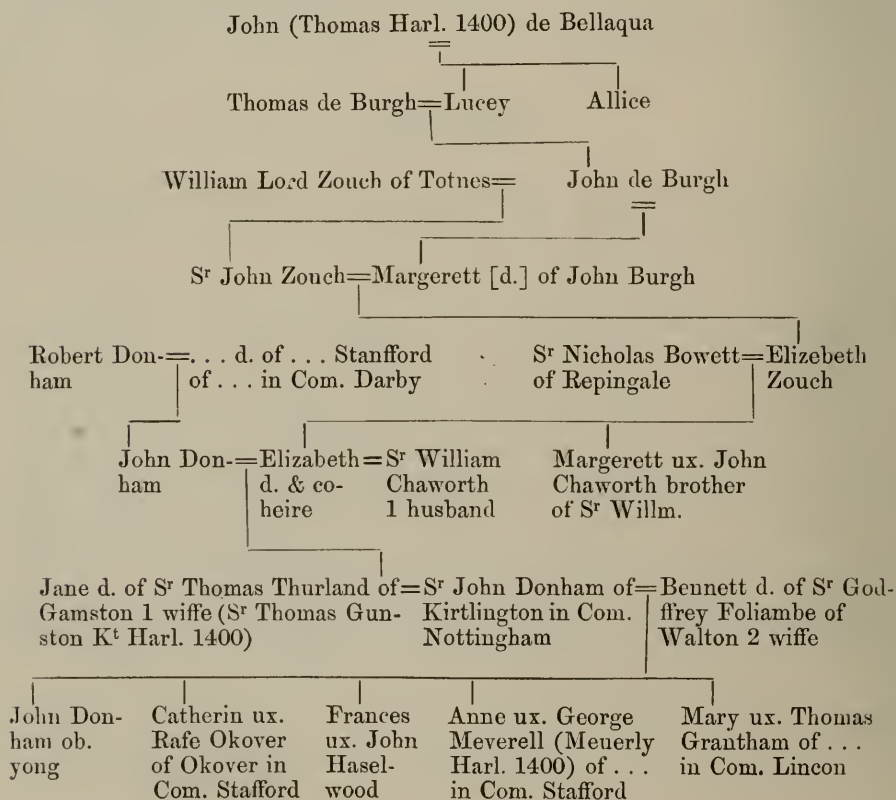 John (Thomas Harl. 1400) de Bellaqua
Thomas de Burgh=Lucey Allice
William Lord Zouch of Totnes= John de Burgh
Sʳ John Zouch=Margerett [d.] of John Burgh
Robert Don-=. . . d. of . . . Stanfford Sʳ Nicholas Bowett=Elizebeth
ham of . . . in Com. Darby of Repingale Zouch
John Don-=Elizabeth=Sʳ William Margerett ux. John
ham d. & co- Chaworth Chaworth brother
heire 1 husband of Sʳ Willm.
Jane d. of Sʳ Thomas Thurland of=Sʳ John Donham of=Bennett d. of Sʳ God-
Gamston 1 wiffe (Sʳ Thomas Gun- Kirtlington in Com. ffrey Foliambe of
ston Kᵗ Harl. 1400) Nottingham Walton 2 wiffe
John Don- Catherin ux. Frances Anne ux. George Mary ux. Thomas
ham ob. Rafe Okover ux. John Meverell (Meuerly Grantham of . . .
yong of Okover in Hasel- Harl. 1400) of . . . in Com. Lincon
Com. Stafford wood in Com. Stafford